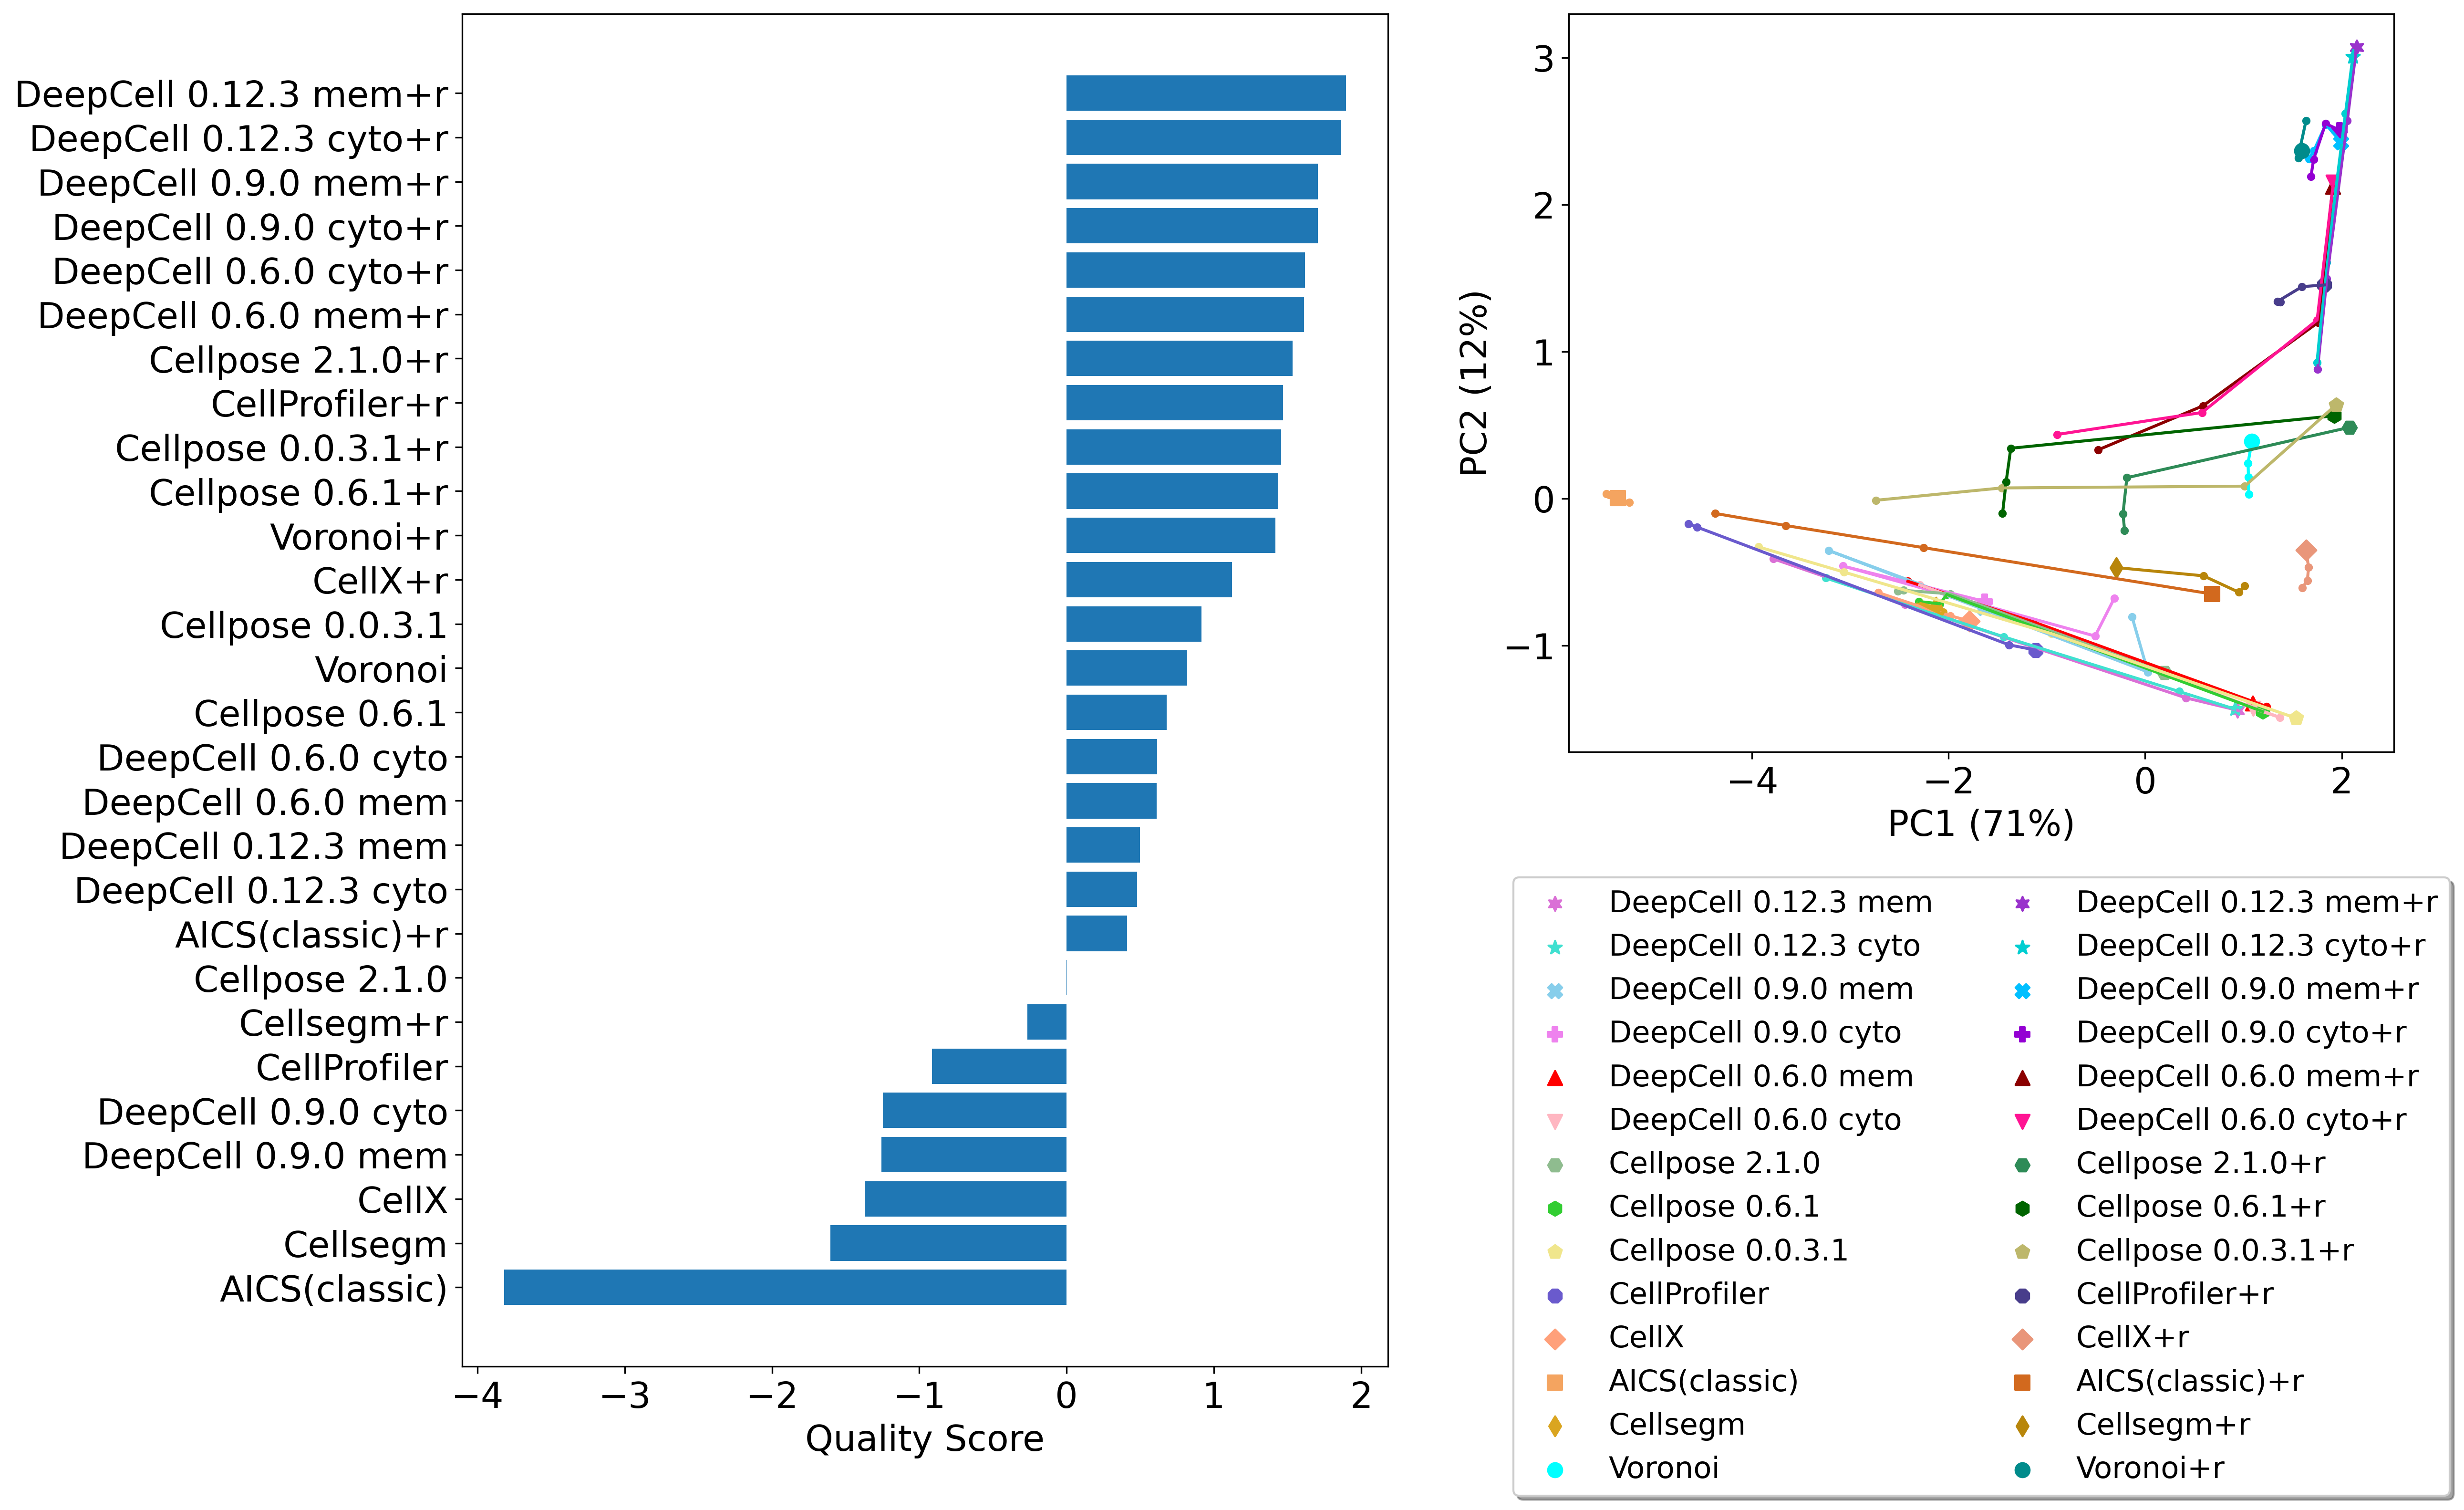 DeepCell 0.12.3 mem+r
DeepCell 0.12.3 cyto+r
DeepCell 0.9.0 mem+r
DeepCell 0.9.0 cyto+r
DeepCell 0.6.0 cyto+r
DeepCell 0.6.0 mem+r
Cellpose 2.1.0+r
CellProfiler+r
Cellpose 0.0.3.1+r
Cellpose 0.6.1+r
Voronoi+r
CellX+r
Cellpose 0.0.3.1
Voronoi
Cellpose 0.6.1
DeepCell 0.6.0 cyto
DeepCell 0.6.0 mem
DeepCell 0.12.3 mem
DeepCell 0.12.3 cyto
AICS(classic)+r
Cellpose 2.1.0
Cellsegm+r
CellProfiler
DeepCell 0.9.0 cyto
DeepCell 0.9.0 mem
CellX
Cellsegm
AICS(classic)
−4 −3 −2 −1 0 1 2
Quality Score
3
2
1
0
−1
PC2 (12%)
−4 −2 0 2
PC1 (71%)
DeepCell 0.12.3 mem
DeepCell 0.12.3 cyto
DeepCell 0.9.0 mem
DeepCell 0.9.0 cyto
DeepCell 0.6.0 mem
DeepCell 0.6.0 cyto
Cellpose 2.1.0
Cellpose 0.6.1
Cellpose 0.0.3.1
CellProfiler
CellX
AICS(classic)
Cellsegm
Voronoi
DeepCell 0.12.3 mem+r
DeepCell 0.12.3 cyto+r
DeepCell 0.9.0 mem+r
DeepCell 0.9.0 cyto+r
DeepCell 0.6.0 mem+r
DeepCell 0.6.0 cyto+r
Cellpose 2.1.0+r
Cellpose 0.6.1+r
Cellpose 0.0.3.1+r
CellProfiler+r
CellX+r
AICS(classic)+r
Cellsegm+r
Voronoi+r